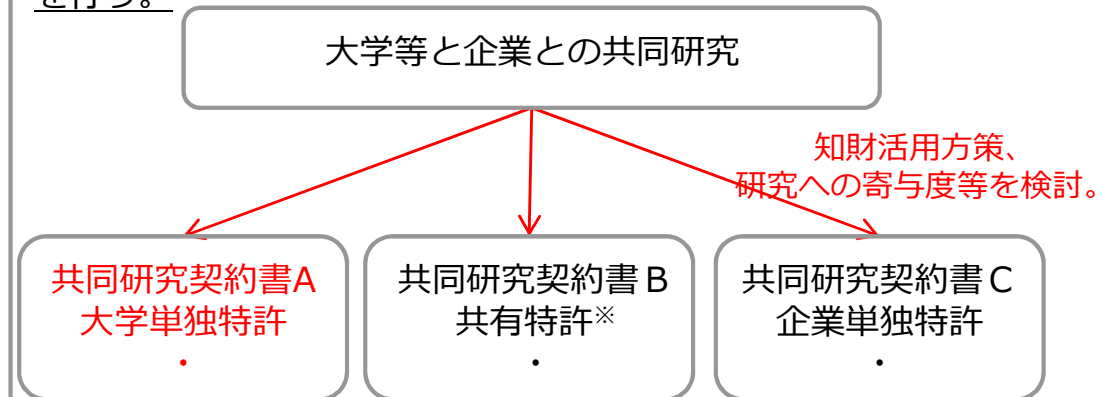 を行う。
大学等と企業との共同研究
知財活用方策、
研究への寄与度等を検討。
共同研究契約書A
大学単独特許
・
共同研究契約書Ｂ
共有特許※
・
共同研究契約書Ｃ
企業単独特許
・